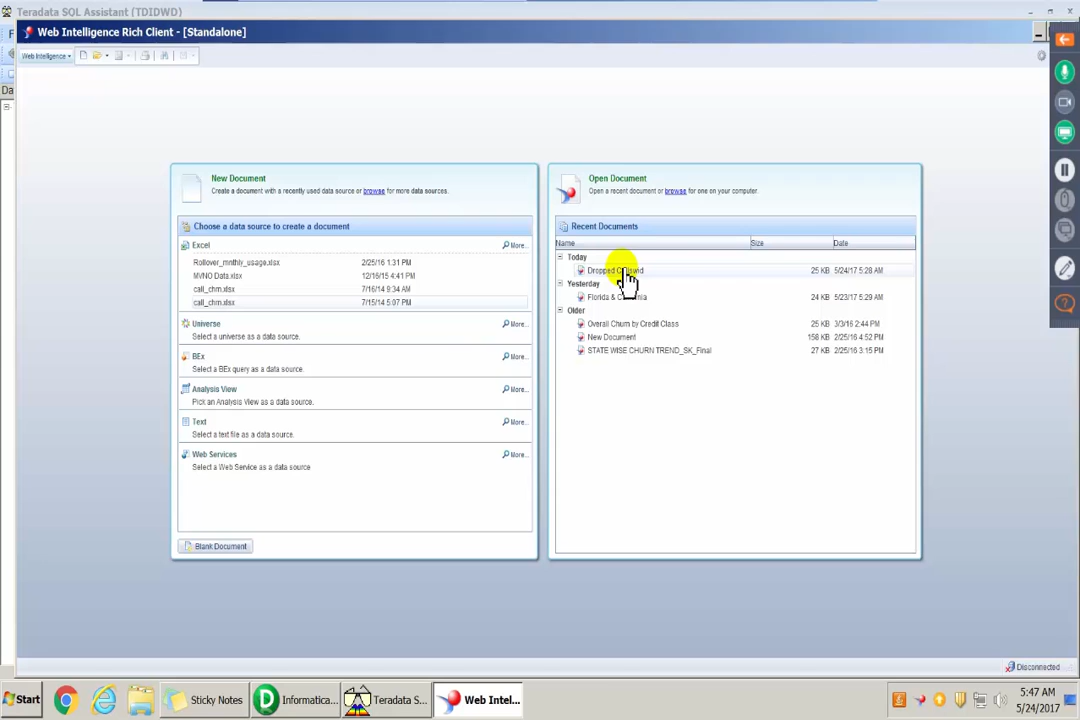 Teradata SQL Assistant (TDIDWD)
Web Intelligence Rich Client - [Standalone]
Web Intelligence
Da
New Document
Create a document with a recently used data source or browse for more data sources.
Choose a data source to create a document
Excel
More...
Rollover_mnthly_usage.xlsx 2/25/16 1:31 PM
MVNO Data.xlsx 12/16/15 4:41 PM
call_chrn.xlsx 7/16/14 9:34 AM
call_chrn.xlsx 7/15/14 5:07 PM
Universe
More...
Select a universe as a data source.
BEx
More...
Select a BEx query as a data source.
Analysis View
More...
Pick an Analysis View as a data source.
Text
More...
Select a text file as a data source.
Web Services
More...
Select a Web Service as a data source
Blank Document
Open Document
Open a recent document or browse for one on your computer.
Recent Documents
Name Size Date
Today
Dropped 25 KB 5/24/17 5:28 AM
Yesterday
Florida & 24 KB 5/23/17 5:29 AM
Older
Overall Churn by Credit Class 25 KB 3/3/16 2:44 PM
New Document 158 KB 2/25/16 4:52 PM
STATE WISE CHURN TREND_SK_Final 27 KB 2/25/16 3:15 PM
Disconnected
Start
Sticky Notes
Informatica...
Teradata S...
Web Intel...
5:47 AM
5/24/2017